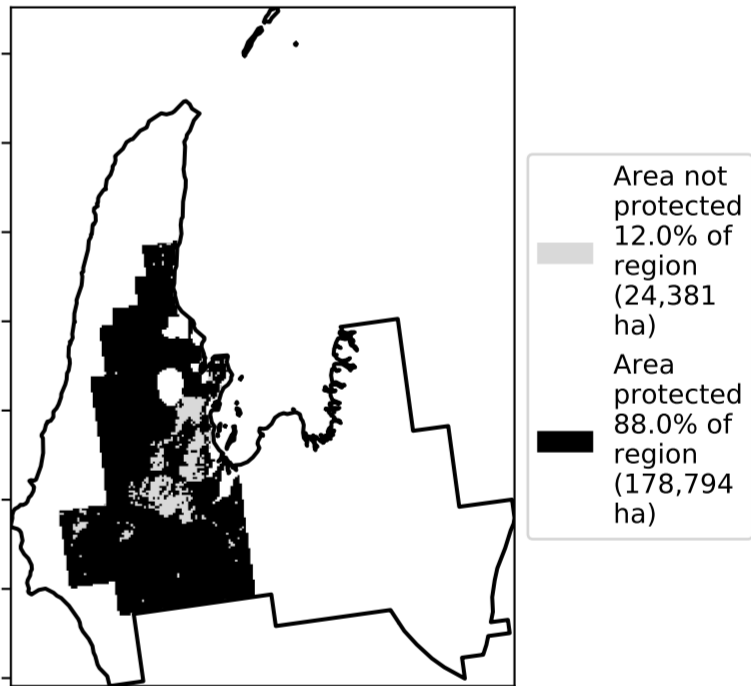 Area not
protected
12.0% of
region
(24,381
ha)
Area
protected
88.0% of
region
(178,794
ha)